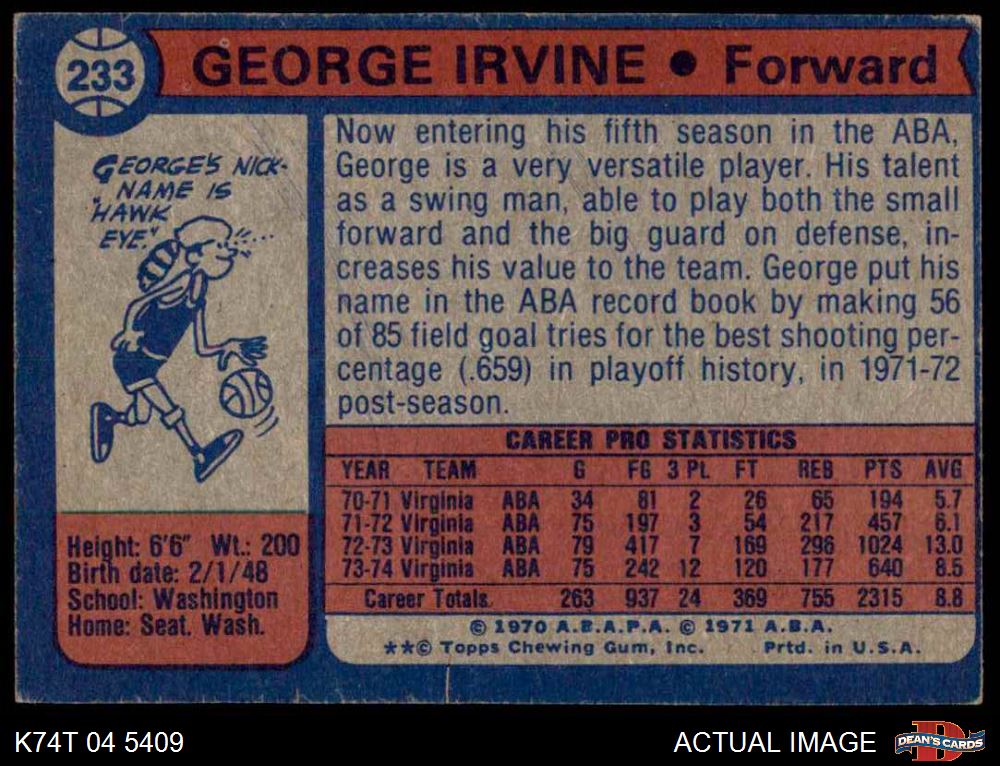 233
GEORGE IRVINE • Forward
GEORGE'S NICK-
NAME IS
"HAWK
EYE."
Now entering his fifth season in the ABA,
George is a very versatile player. His talent
as a swing man, able to play both the small
forward and the big guard on defense, in-
creases his value to the team. George put his
name in the ABA record book by making 56
of 85 field goal tries for the best shooting per-
centage (.659) in playoff history, in 1971-72
post-season.
CAREER PRO STATISTICS
YEAR TEAM G FG 3 PL FT REB PTS AVG
70-71 Virginia ABA 34 81 2 26 65 194 5.7
71-72 Virginia ABA 75 197 3 54 217 457 6.1
72-73 Virginia ABA 79 417 7 169 296 1024 13.0
73-74 Virginia ABA 75 242 12 120 177 640 8.5
Career Totals 263 937 24 369 755 2315 8.8
Height: 6'6" Wt.: 200
Birth date: 2/1/48
School: Washington
Home: Seat. Wash.
© 1970 A.B.A.P.A. © 1971 A.B.A.
**© Topps Chewing Gum, Inc. Prtd. in U.S.A.
K74T 04 5409
ACTUAL IMAGE
DEAN'S CARDS